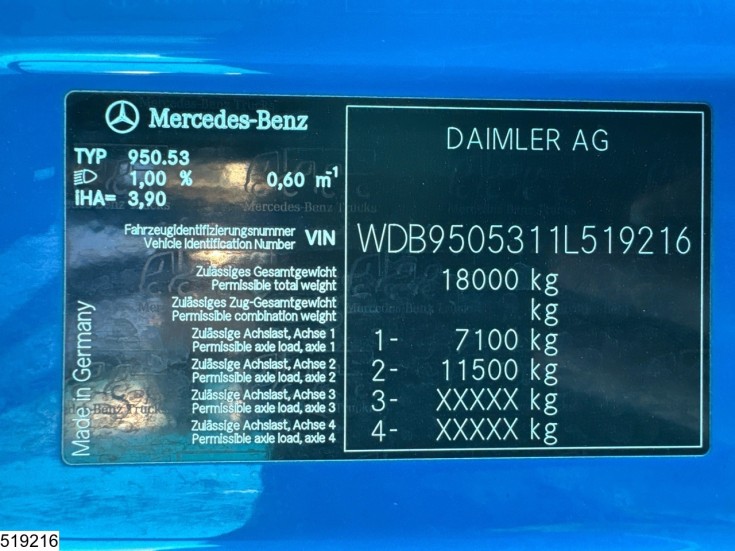 Mercedes-Benz
DAIMLER AG
TYP 950.53
1,00 % 0,60 m⁻¹
iHA= 3,90
Mercedes-Benz Trucks
Fahrzeugidentifizierungsnummer
Vehicle Identification Number VIN WDB9505311L519216
Zulässiges Gesamtgewicht
Permissible total weight 18000 kg
Zulässiges Zug-Gesamtgewicht
Permissible combination weight kg
Zulässige Achslast, Achse 1
Permissible axle load, axle 1 1- 7100 kg
Zulässige Achslast, Achse 2
Permissible axle load, axle 2 2- 11500 kg
Zulässige Achslast, Achse 3
Permissible axle load, axle 3 3- XXXXX kg
Zulässige Achslast, Achse 4
Permissible axle load, axle 4 4- XXXXX kg
Made in Germany
519216